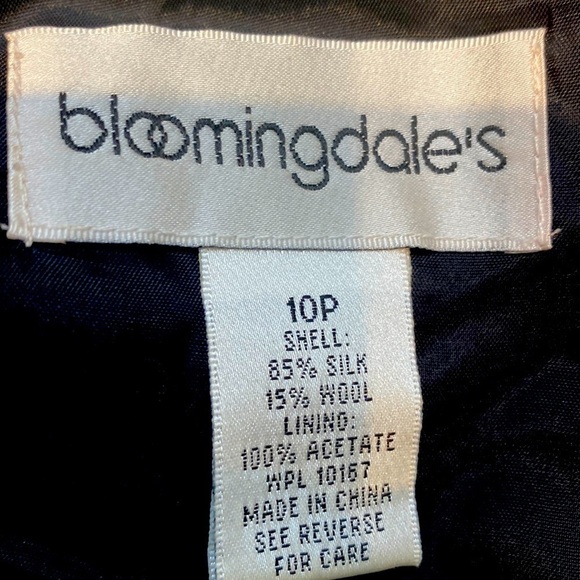 bloomingdale's
10P
SHELL:
85% SILK
15% WOOL
LINING:
100% ACETATE
WPL 10167
MADE IN CHINA
SEE REVERSE
FOR CARE